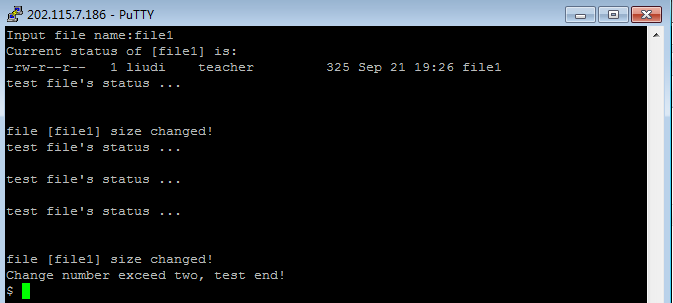 202.115.7.186 - PuTTY
Input file name:file1
Current status of [file1] is:
-rw-r--r--   1 liudi    teacher         325 Sep 21 19:26 file1
test file's status ...
file [file1] size changed!
test file's status ...
test file's status ...
test file's status ...
file [file1] size changed!
Change number exceed two, test end!
$